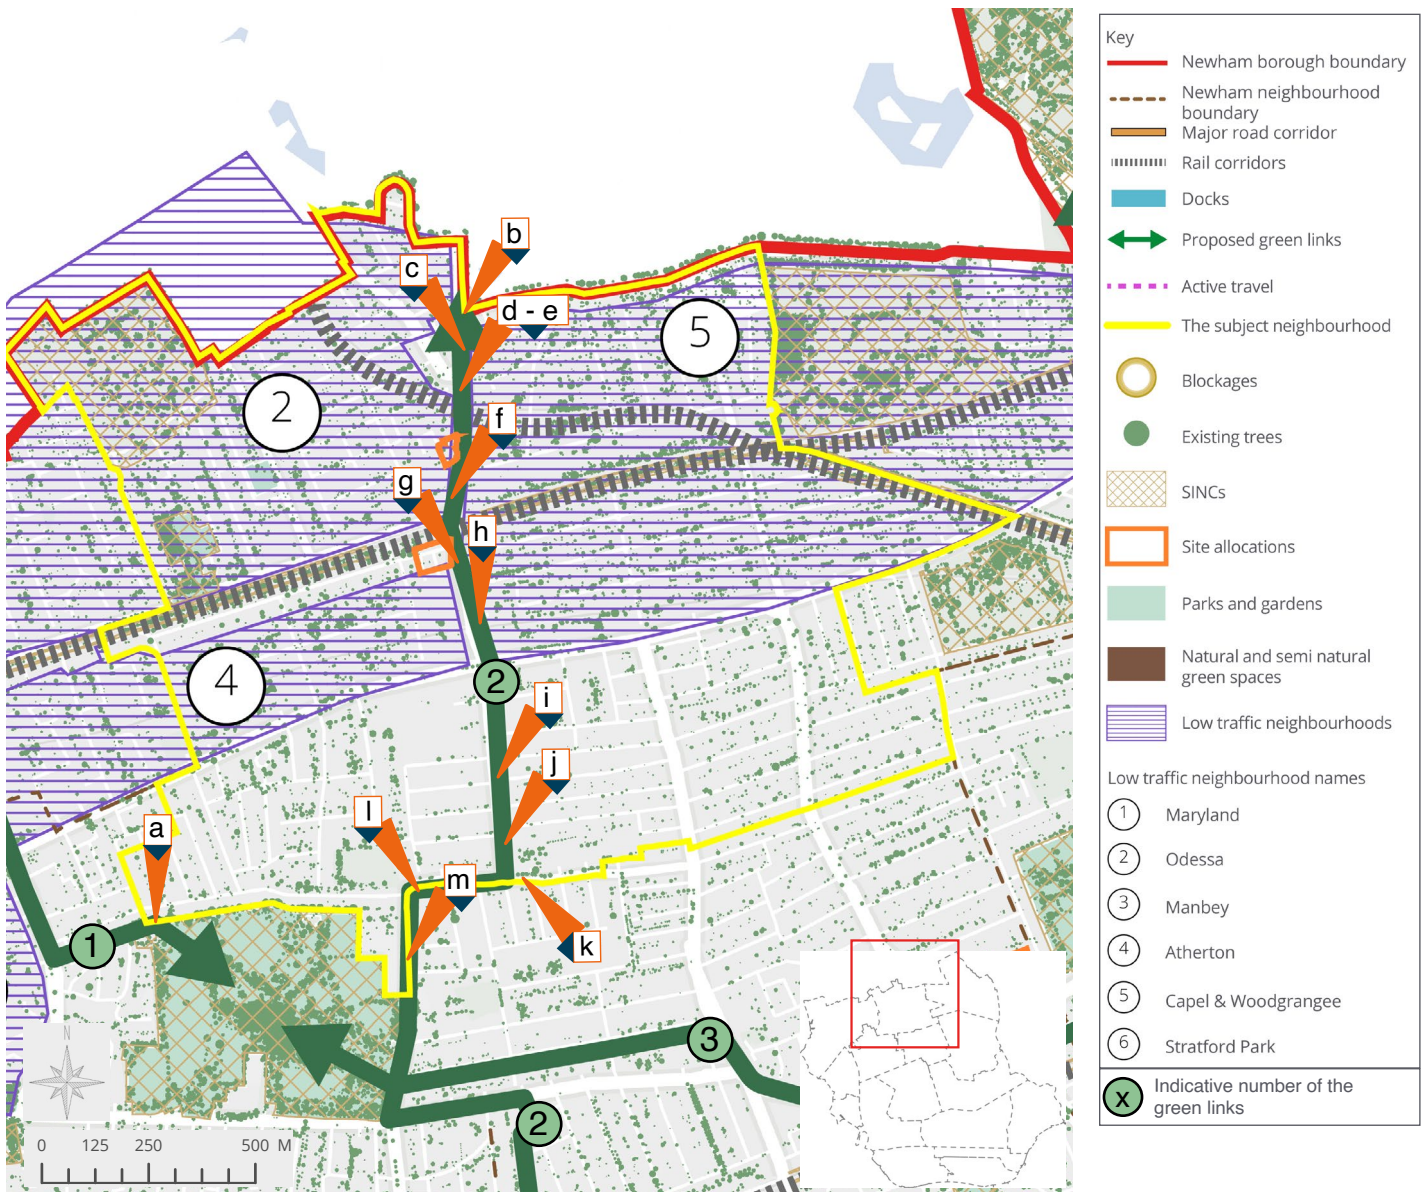 b
c
d - e
5
2
f
g
h
4
2
i
j
l
a
m
k
1
3
2
N
0 125 250 500 M
Key
Newham borough boundary
Newham neighbourhood
boundary
Major road corridor
Rail corridors
Docks
Proposed green links
Active travel
The subject neighbourhood
Blockages
Existing trees
SINCs
Site allocations
Parks and gardens
Natural and semi natural
green spaces
Low traffic neighbourhoods
Low traffic neighbourhood names
1 Maryland
2 Odessa
3 Manbey
4 Atherton
5 Capel & Woodgrangee
6 Stratford Park
x Indicative number of the
green links